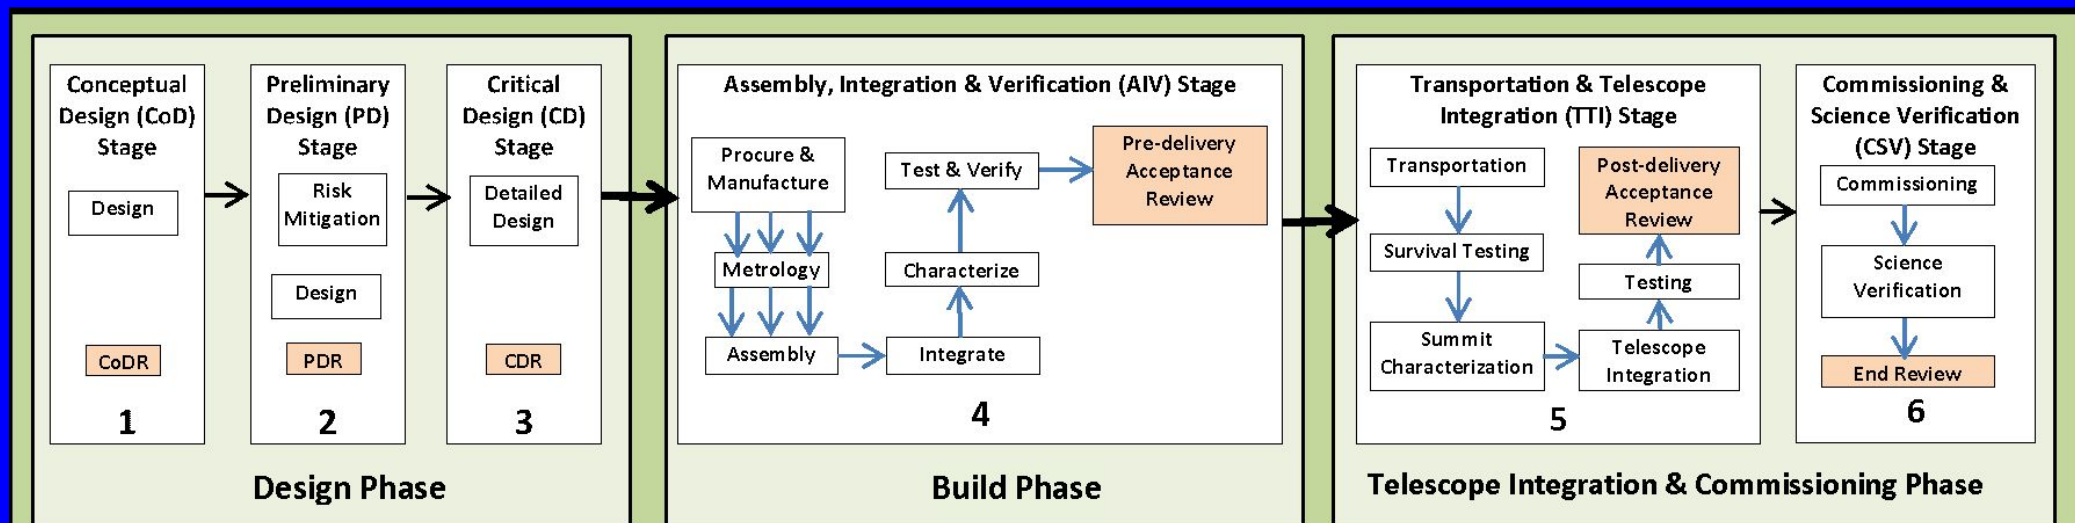 Conceptual
Design (CoD)
Stage
Design
CoDR
1
Preliminary
Design (PD)
Stage
Risk
Mitigation
Design
PDR
2
Critical
Design (CD)
Stage
Detailed
Design
CDR
3
Design Phase
Assembly, Integration & Verification (AIV) Stage
Procure &
Manufacture
Metrology
Assembly
Integrate
Characterize
Test & Verify
Pre-delivery
Acceptance
Review
4
Build Phase
Transportation & Telescope
Integration (TTI) Stage
Transportation
Survival Testing
Summit
Characterization
Telescope
Integration
Testing
Post-delivery
Acceptance
Review
5
Commissioning &
Science Verification
(CSV) Stage
Commissioning
Science
Verification
End Review
6
Telescope Integration & Commissioning Phase